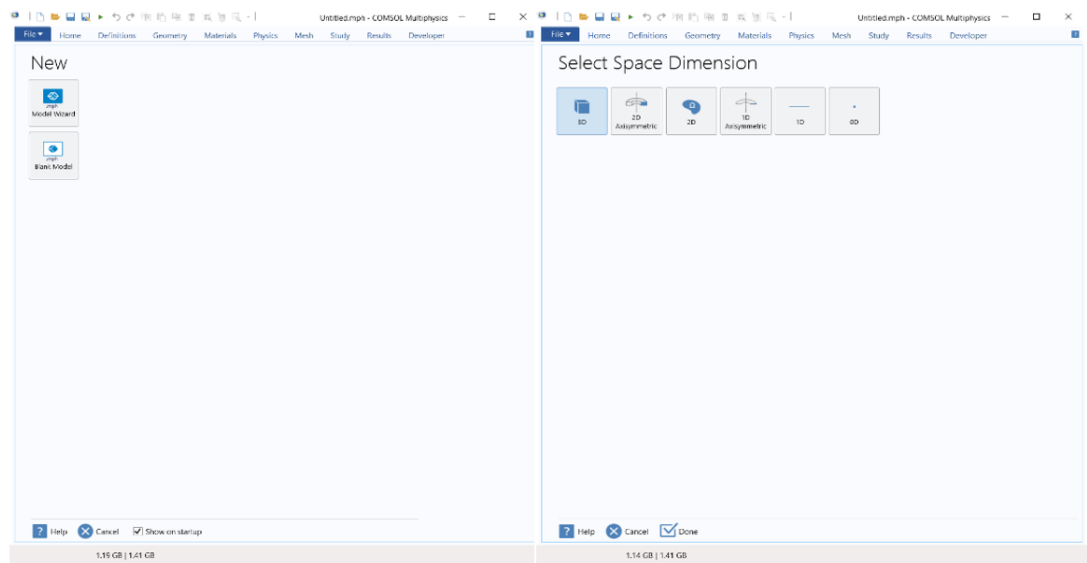 Untitled.mph - COMSOL Multiphysics
File Home Definitions Geometry Materials Physics Mesh Study Results Developer
New
.mph
Model Wizard
.mph
Blank Model
? Help Cancel Show on startup
1.19 GB | 1.41 GB
Untitled.mph - COMSOL Multiphysics
File Home Definitions Geometry Materials Physics Mesh Study Results Developer
Select Space Dimension
3D
2D
Axisymmetric
2D
1D
Axisymmetric
1D
0D
? Help Cancel Done
1.14 GB | 1.41 GB